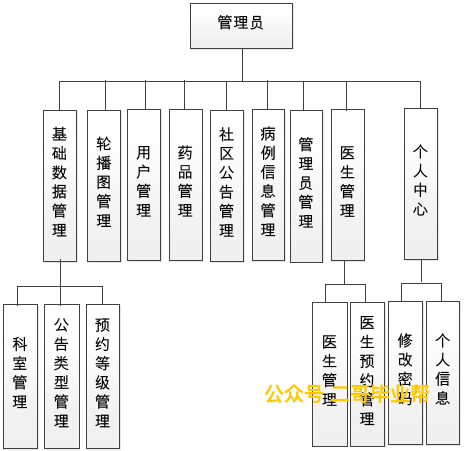 管理员
基础数据管理
轮播图管理
用户管理
药品管理
社区公告管理
病例信息管理
管理员管理
医生管理
个人中心
科室管理
公告类型管理
预约等级管理
医生管理
医生预约管理
修改密码
个人信息
公众号 二哥毕业帮